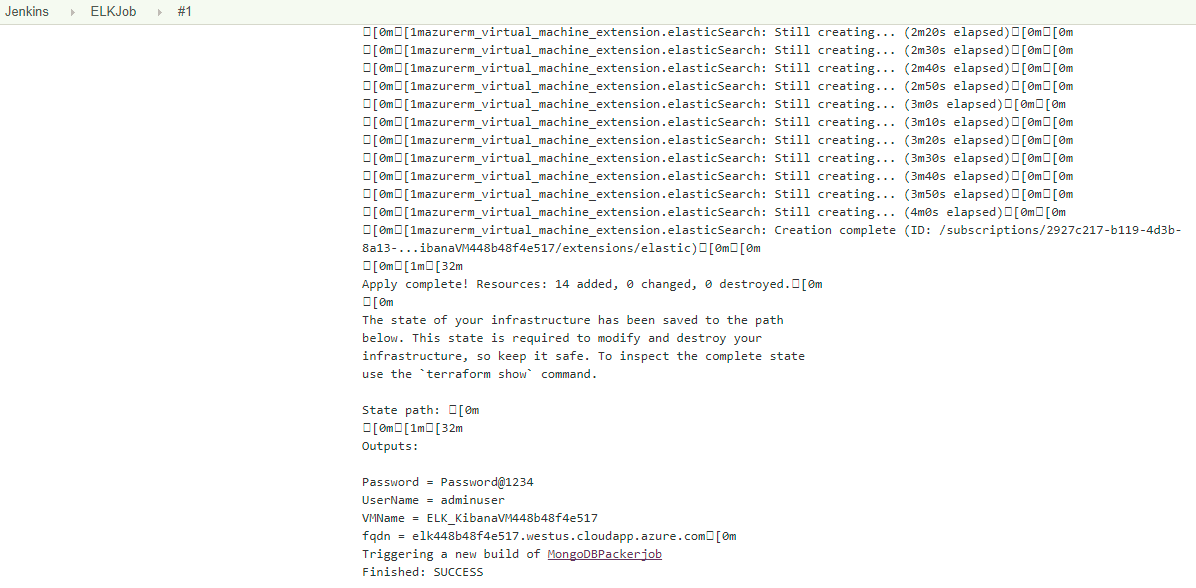 Jenkins ELKJob #1
□[0m□[1mazurerm_virtual_machine_extension.elasticSearch: Still creating... (2m20s elapsed)□[0m□[0m
□[0m□[1mazurerm_virtual_machine_extension.elasticSearch: Still creating... (2m30s elapsed)□[0m□[0m
□[0m□[1mazurerm_virtual_machine_extension.elasticSearch: Still creating... (2m40s elapsed)□[0m□[0m
□[0m□[1mazurerm_virtual_machine_extension.elasticSearch: Still creating... (2m50s elapsed)□[0m□[0m
□[0m□[1mazurerm_virtual_machine_extension.elasticSearch: Still creating... (3m0s elapsed)□[0m□[0m
□[0m□[1mazurerm_virtual_machine_extension.elasticSearch: Still creating... (3m10s elapsed)□[0m□[0m
□[0m□[1mazurerm_virtual_machine_extension.elasticSearch: Still creating... (3m20s elapsed)□[0m□[0m
□[0m□[1mazurerm_virtual_machine_extension.elasticSearch: Still creating... (3m30s elapsed)□[0m□[0m
□[0m□[1mazurerm_virtual_machine_extension.elasticSearch: Still creating... (3m40s elapsed)□[0m□[0m
□[0m□[1mazurerm_virtual_machine_extension.elasticSearch: Still creating... (3m50s elapsed)□[0m□[0m
□[0m□[1mazurerm_virtual_machine_extension.elasticSearch: Still creating... (4m0s elapsed)□[0m□[0m
□[0m□[1mazurerm_virtual_machine_extension.elasticSearch: Creation complete (ID: /subscriptions/2927c217-b119-4d3b-
8a13-...ibanaVM448b48f4e517/extensions/elastic)□[0m□[0m
□[0m□[1m□[32m
Apply complete! Resources: 14 added, 0 changed, 0 destroyed.□[0m
□[0m
The state of your infrastructure has been saved to the path
below. This state is required to modify and destroy your
infrastructure, so keep it safe. To inspect the complete state
use the `terraform show` command.
State path: □[0m
□[0m□[1m□[32m
Outputs:
Password = Password@1234
UserName = adminuser
VMName = ELK_KibanaVM448b48f4e517
fqdn = elk448b48f4e517.westus.cloudapp.azure.com□[0m
Triggering a new build of MongoDBPackerjob
Finished: SUCCESS